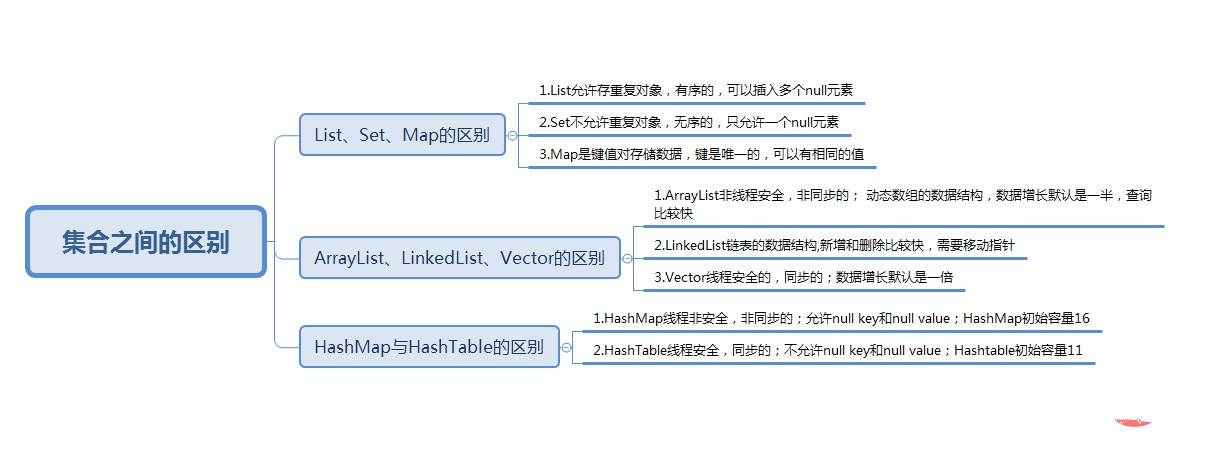 集合之间的区别
List、Set、Map的区别
1.List允许存重复对象，有序的，可以插入多个null元素
2.Set不允许重复对象，无序的，只允许一个null元素
3.Map是键值对存储数据，键是唯一的，可以有相同的值
ArrayList、LinkedList、Vector的区别
1.ArrayList非线程安全，非同步的； 动态数组的数据结构，数据增长默认是一半，查询
比较快
2.LinkedList链表的数据结构,新增和删除比较快，需要移动指针
3.Vector线程安全的，同步的；数据增长默认是一倍
HashMap与HashTable的区别
1.HashMap线程非安全，非同步的；允许null key和null value；HashMap初始容量16
2.HashTable线程安全，同步的；不允许null key和null value；Hashtable初始容量11